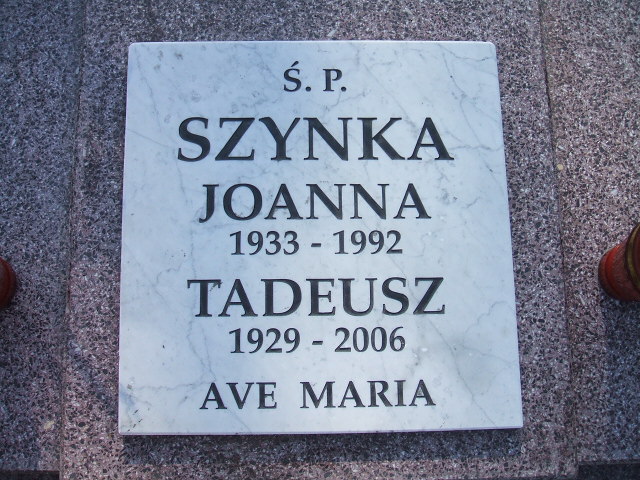 Ś. P.
SZYNKA
JOANNA
1933 - 1992
TADEUSZ
1929 - 2006
AVE MARIA